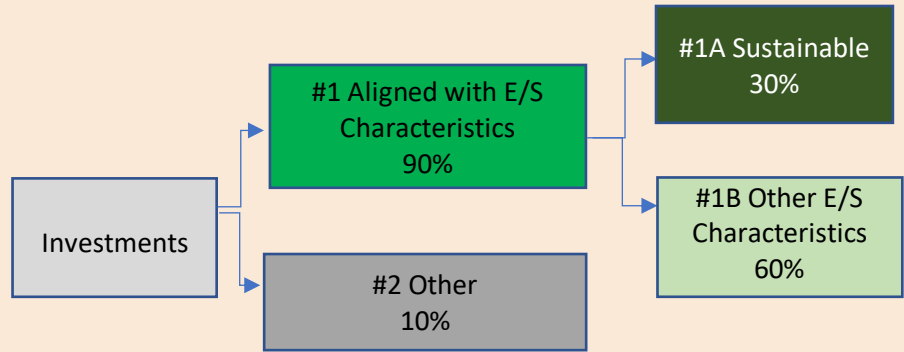 Investments
#1 Aligned with E/S
Characteristics
90%
#2 Other
10%
#1A Sustainable
30%
#1B Other E/S
Characteristics
60%